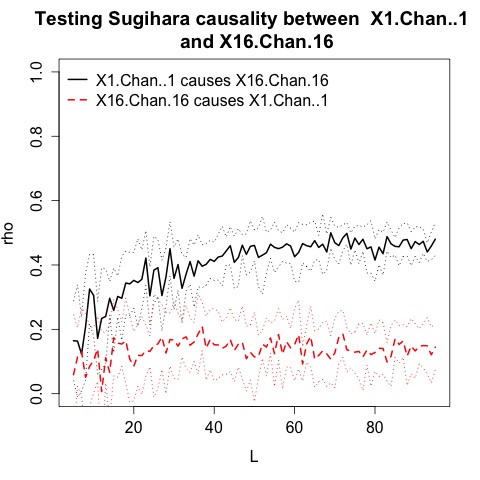 Testing Sugihara causality between  X1.Chan..1
and X16.Chan.16
X1.Chan..1 causes X16.Chan.16
X16.Chan.16 causes X1.Chan..1
rho
1.0
0.8
0.6
0.4
0.2
0.0
20 40 60 80
L